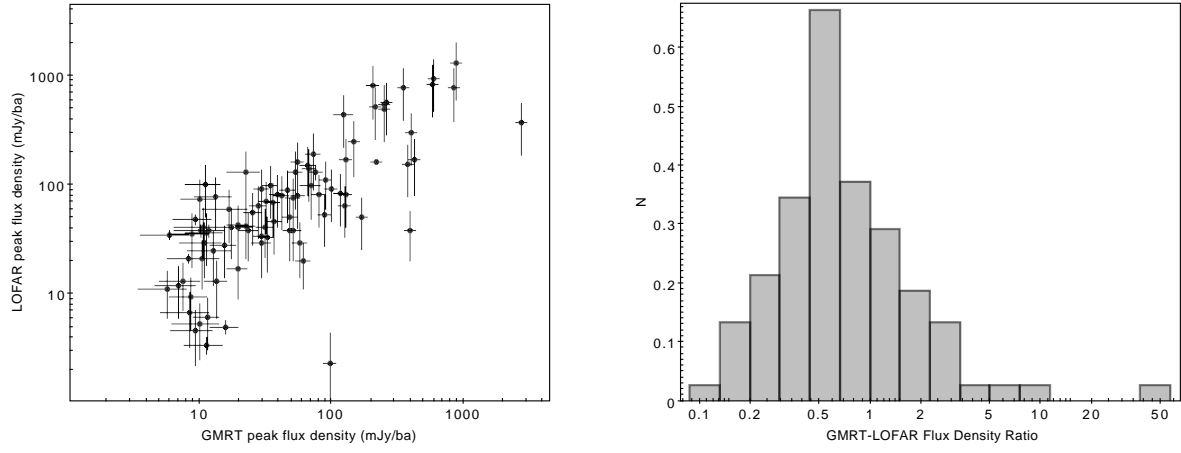 1000
100
10
LOFAR peak flux density (mJy/ba)
10 100 1000
GMRT peak flux density (mJy/ba)
0.6
0.5
0.4
0.3
0.2
0.1
0
N
0.1 0.2 0.5 1 2 5 10 20 50
GMRT-LOFAR Flux Density Ratio